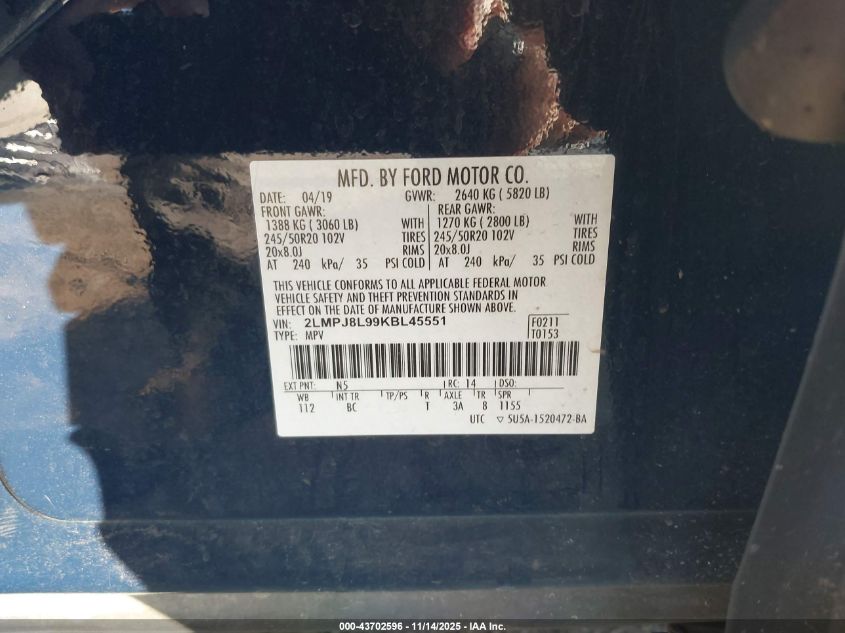 MFD. BY FORD MOTOR CO.
DATE: 04/19 GVWR: 2640 KG ( 5820 LB)
FRONT GAWR: REAR GAWR:
1388 KG ( 3060 LB) WITH 1270 KG ( 2800 LB) WITH
245/50R20 102V TIRES 245/50R20 102V TIRES
20x8.0J RIMS 20x8.0J RIMS
AT 240 kPa/ 35 PSI COLD AT 240 kPa/ 35 PSI COLD
THIS VEHICLE CONFORMS TO ALL APPLICABLE FEDERAL MOTOR
VEHICLE SAFETY AND THEFT PREVENTION STANDARDS IN
EFFECT ON THE DATE OF MANUFACTURE SHOWN ABOVE.
VIN: 2LMPJ8L99KBL45551 F0211
TYPE: MPV T0153
EXT PNT: N5 RC: 14 DSO:
WB INT TR TP/PS R AXLE TR SPR
112 BC T 3A 8 1155
UTC ▽ 5U5A-1520472-BA
000-43702596 - 11/14/2025 - IAA Inc.